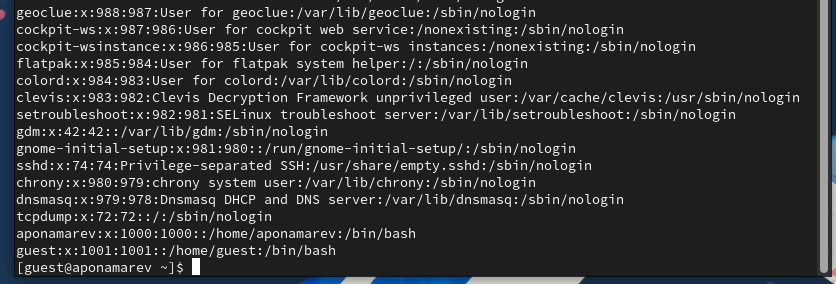 geoclue:x:988:987:User for geoclue:/var/lib/geoclue:/sbin/nologin
cockpit-ws:x:987:986:User for cockpit web service:/nonexisting:/sbin/nologin
cockpit-wsinstance:x:986:985:User for cockpit-ws instances:/nonexisting:/sbin/nologin
flatpak:x:985:984:User for flatpak system helper:/:/sbin/nologin
colord:x:984:983:User for colord:/var/lib/colord:/sbin/nologin
clevis:x:983:982:Clevis Decryption Framework unprivileged user:/var/cache/clevis:/usr/sbin/nologin
setroubleshoot:x:982:981:SELinux troubleshoot server:/var/lib/setroubleshoot:/sbin/nologin
gdm:x:42:42::/var/lib/gdm:/sbin/nologin
gnome-initial-setup:x:981:980::/run/gnome-initial-setup/:/sbin/nologin
sshd:x:74:74:Privilege-separated SSH:/usr/share/empty.sshd:/sbin/nologin
chrony:x:980:979:chrony system user:/var/lib/chrony:/sbin/nologin
dnsmasq:x:979:978:Dnsmasq DHCP and DNS server:/var/lib/dnsmasq:/sbin/nologin
tcpdump:x:72:72::/:/sbin/nologin
aponamarev:x:1000:1000::/home/aponamarev:/bin/bash
guest:x:1001:1001::/home/guest:/bin/bash
[guest@aponamarev ~]$